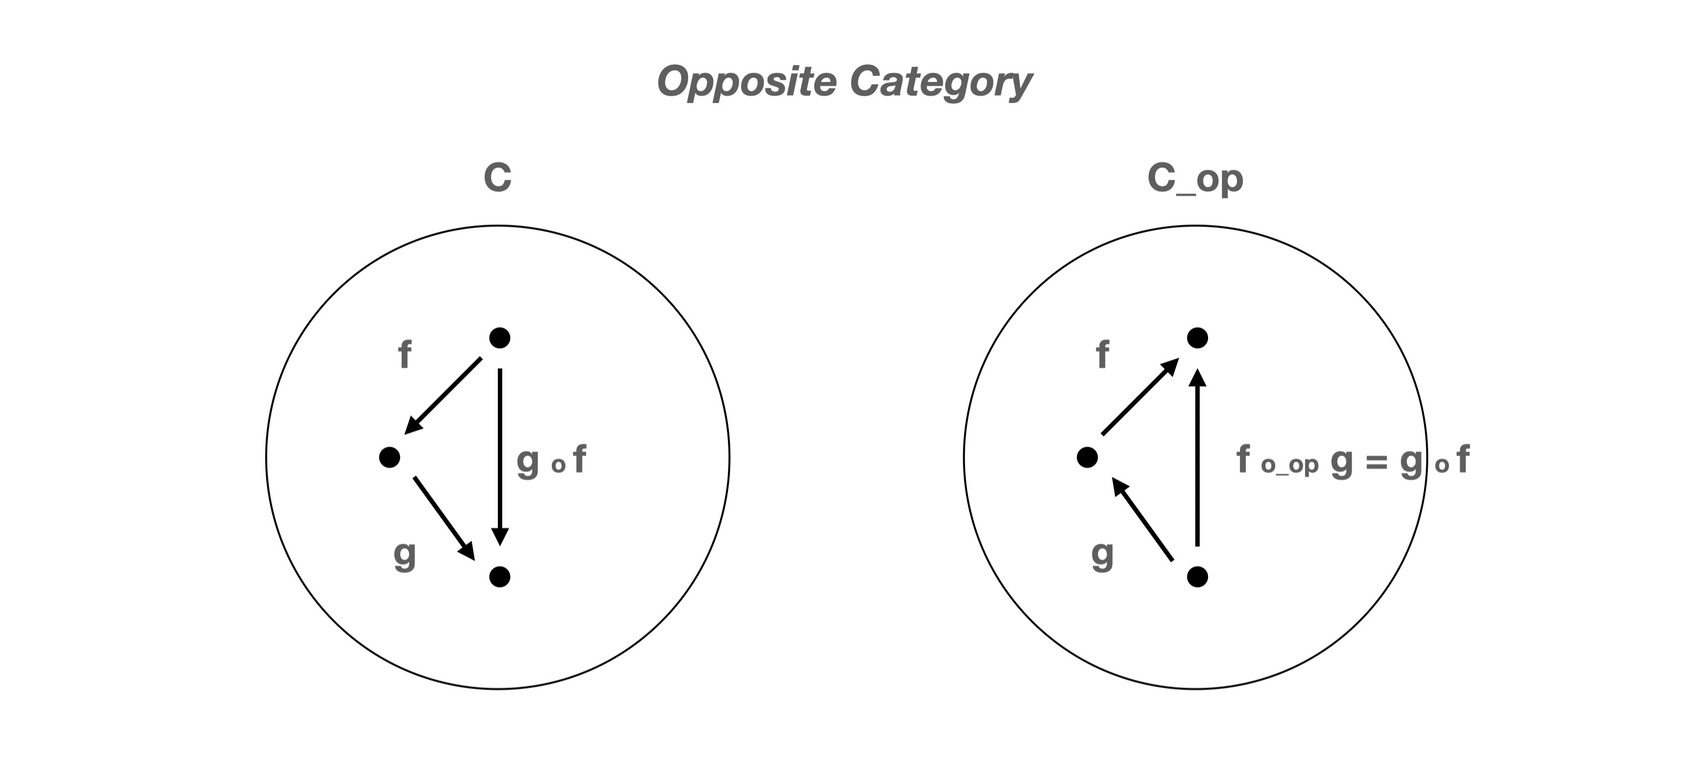 Opposite Category
C
C_op
f
g o f
g
f
f o_op g = g o f
g